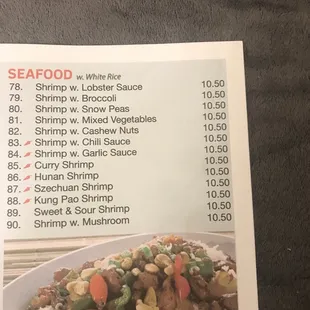 SEAFOOD w. White Rice
78. Shrimp w. Lobster Sauce 10.50
79. Shrimp w. Broccoli 10.50
80. Shrimp w. Snow Peas 10.50
81. Shrimp w. Mixed Vegetables 10.50
82. Shrimp w. Cashew Nuts 10.50
83. Shrimp w. Chili Sauce 10.50
84. Shrimp w. Garlic Sauce 10.50
85. Curry Shrimp 10.50
86. Hunan Shrimp 10.50
87. Szechuan Shrimp 10.50
88. Kung Pao Shrimp 10.50
89. Sweet & Sour Shrimp 10.50
90. Shrimp w. Mushroom 10.50